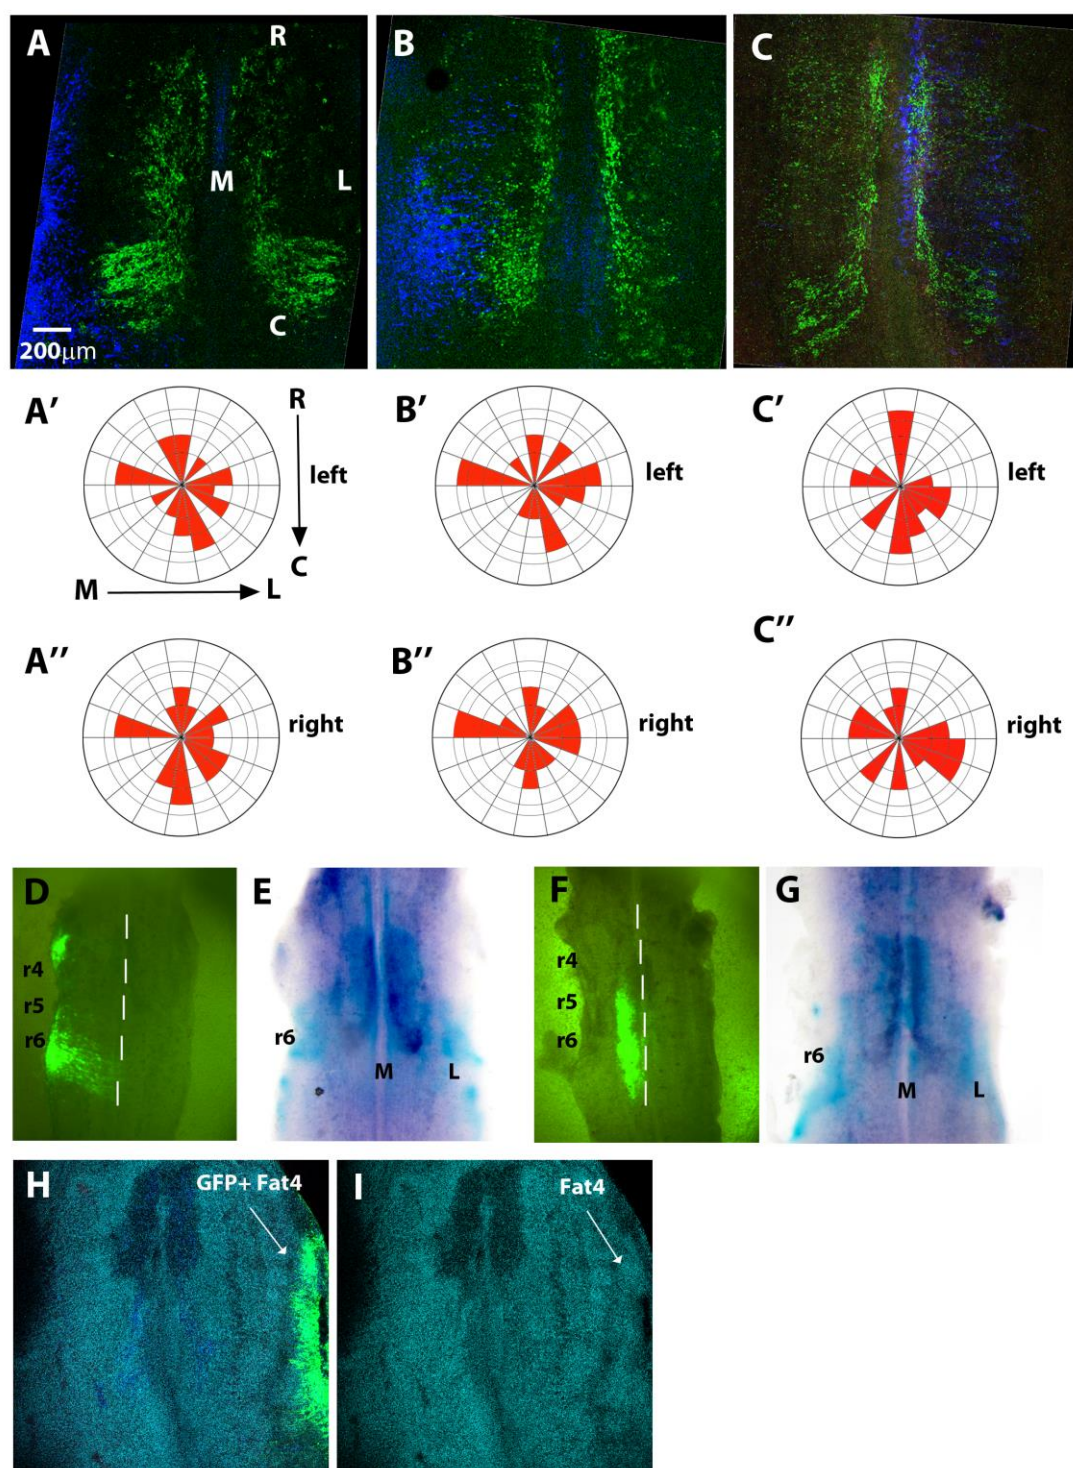 A
R
B
C
M
L
C
200μm
A'
R
left
C
M
L
B'
left
C'
left
A''
right
B''
right
C''
right
D
r4
r5
r6
E
r6
M
L
F
r4
r5
r6
G
r6
M
L
H
GFP+ Fat4
I
Fat4